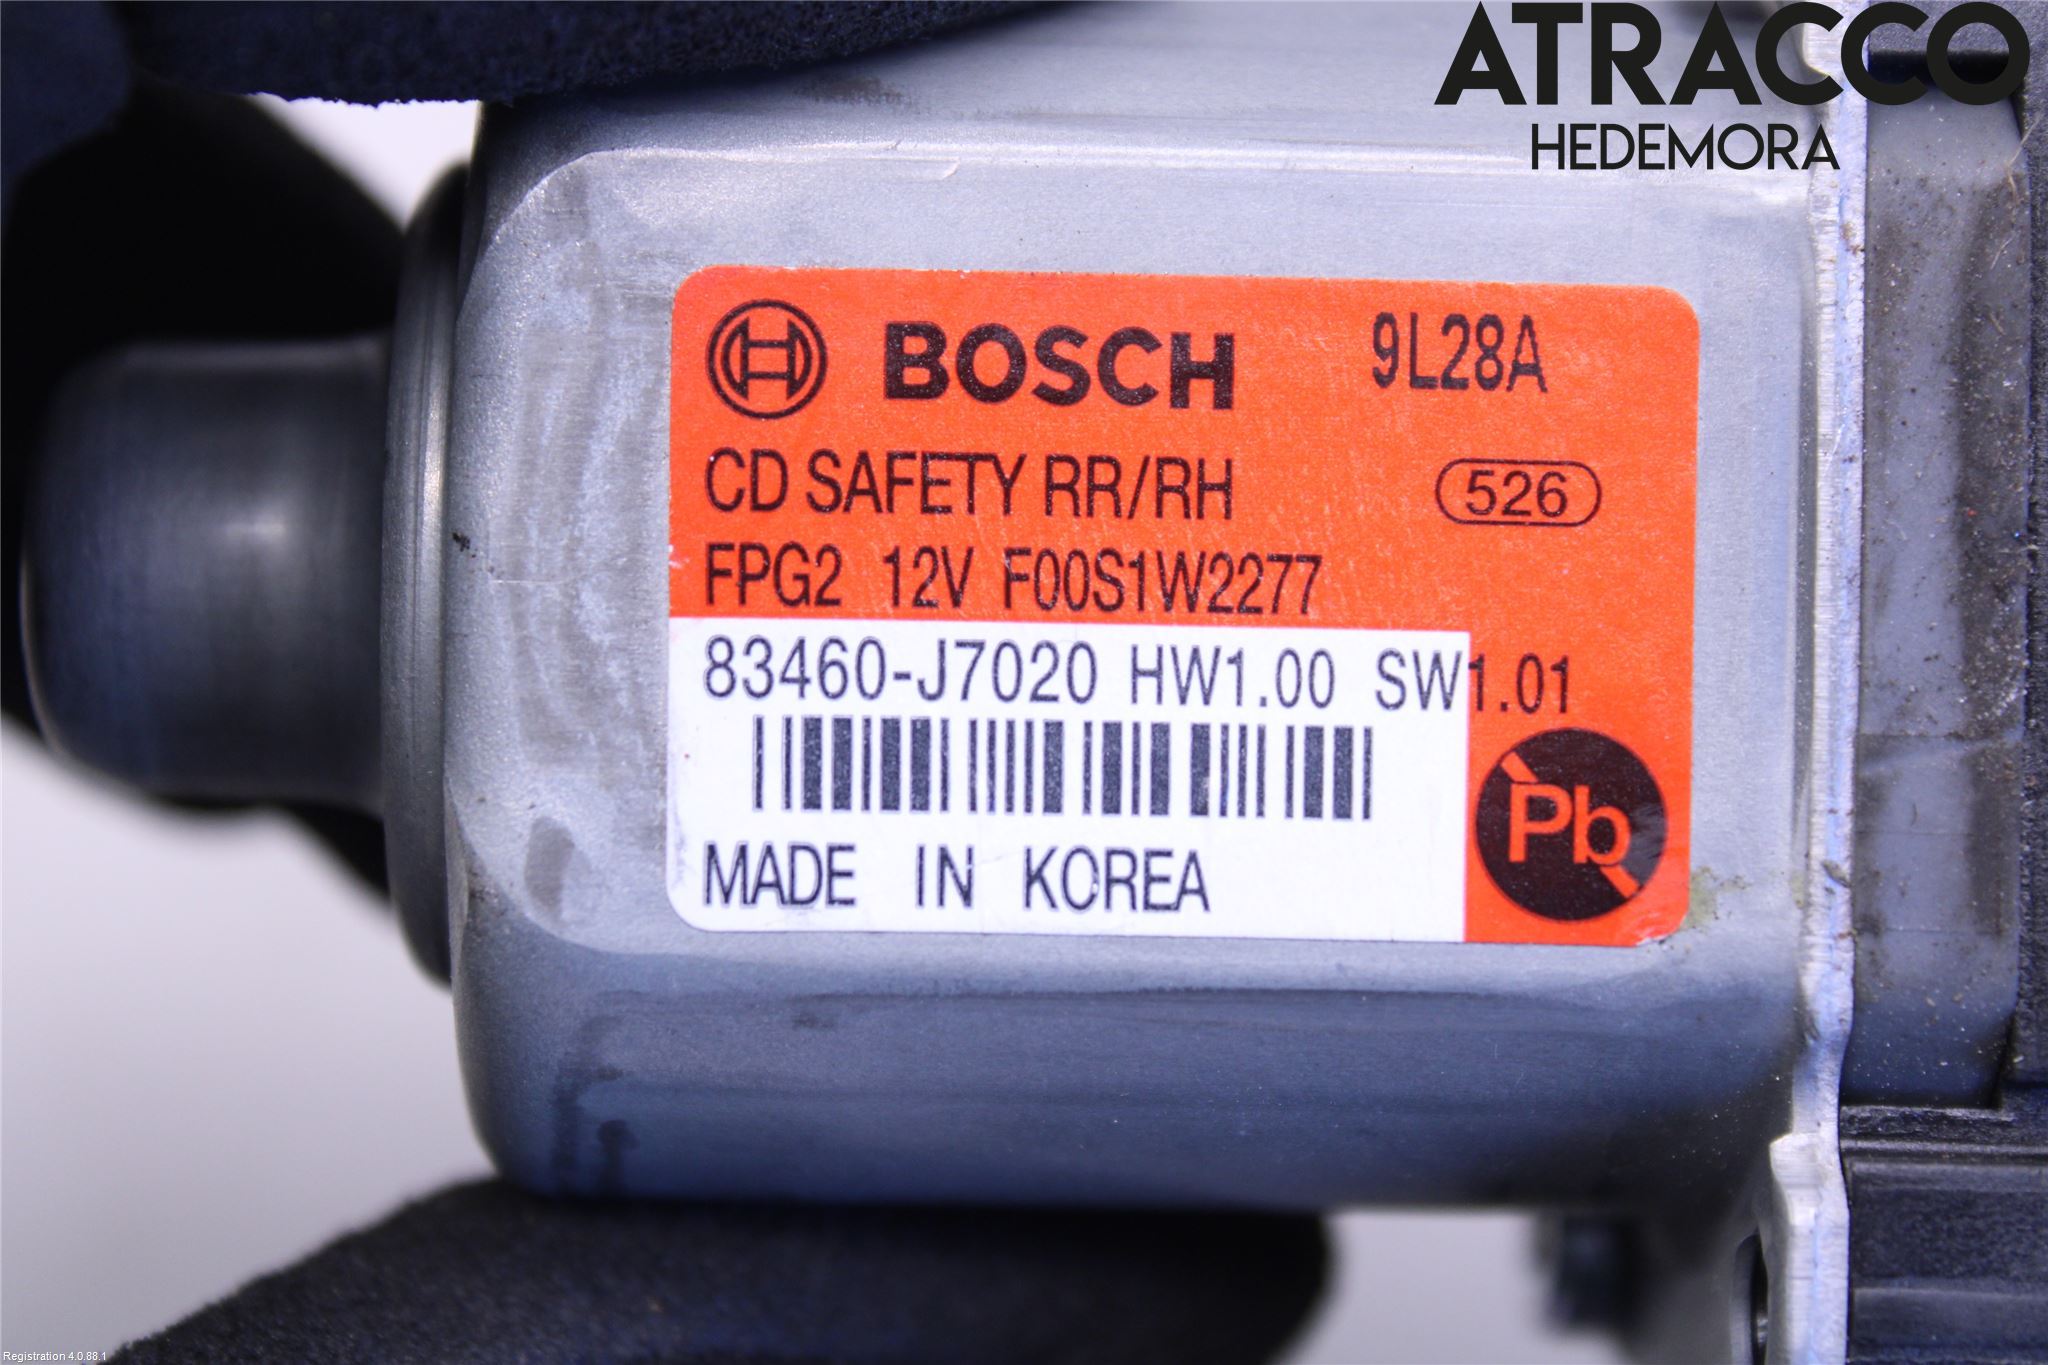 ATRACCO
HEDEMORA
BOSCH 9L28A
CD SAFETY RR/RH 526
FPG2 12V F00S1W2277
83460-J7020 HW1.00 SW1.01
Pb
MADE IN KOREA
Registration 4.0.88.1